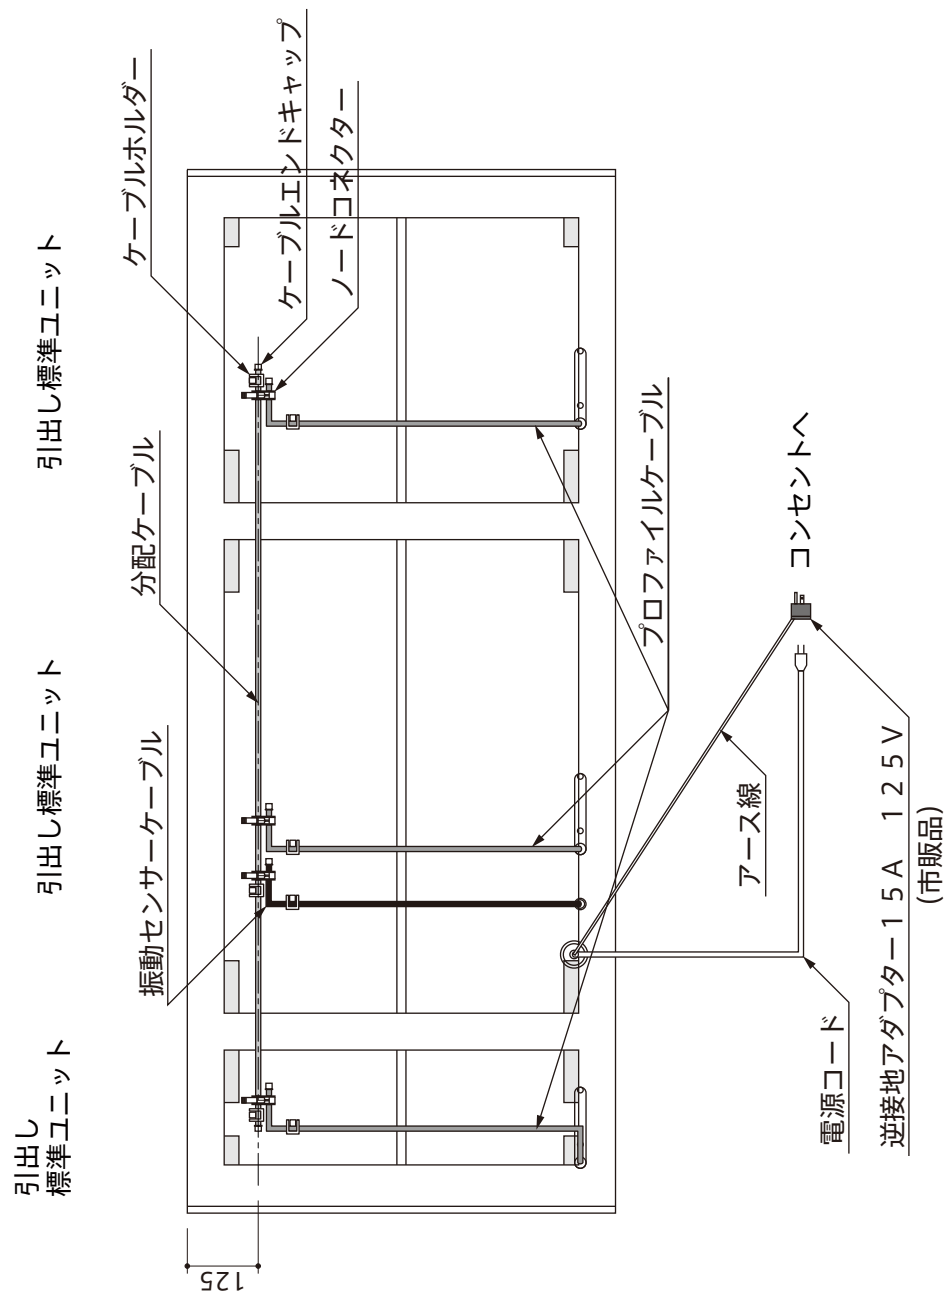 引出し
標準ユニット
引出し標準ユニット
引出し標準ユニット
ケーブルホルダー
ケーブルエンドキャップ
ノードコネクター
分配ケーブル
振動センサーケーブル
プロファイルケーブル
コンセントへ
アース線
電源コード
逆接地アダプター15A 125V
(市販品)
125